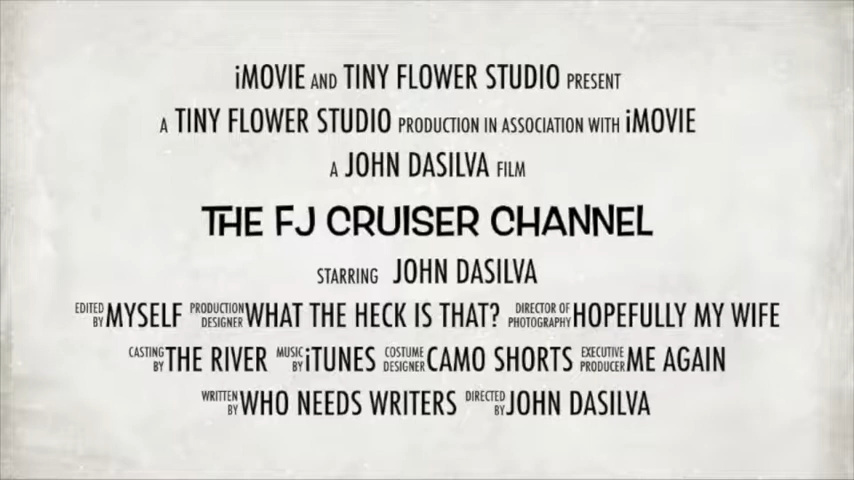 iMOVIE AND TINY FLOWER STUDIO PRESENT
A TINY FLOWER STUDIO PRODUCTION IN ASSOCIATION WITH iMOVIE
A JOHN DASILVA FILM
THE FJ CRUISER CHANNEL
STARRING JOHN DASILVA
EDITED BY MYSELF PRODUCTION DESIGNER WHAT THE HECK IS THAT? DIRECTOR OF PHOTOGRAPHY HOPEFULLY MY WIFE
CASTING BY THE RIVER MUSIC BY iTUNES COSTUME DESIGNER CAMO SHORTS EXECUTIVE PRODUCER ME AGAIN
WRITTEN BY WHO NEEDS WRITERS DIRECTED BY JOHN DASILVA